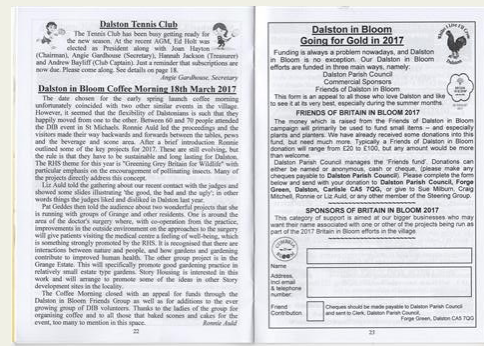 Dalston Tennis Club
The Tennis Club has been busy getting ready for
the new season. At the recent AGM, Ed Holt was
elected as President along with Joan Hayton
(Chairman), Angie Gardhouse (Secretary), Hannah Jackson (Treasurer)
and Andrew Bayliff (Club Captain). Just a reminder that subscriptions are
now due. Please come along. See details on page 18.
Angie Gardhouse, Secretary
Dalston in Bloom Coffee Morning 18th March 2017
The date chosen for the early spring launch coffee morning
unfortunately coincided with two other similar events in the village.
However, it seemed that the flexibility of Dalstonians is such that they
happily moved from one to the other. Between 60 and 70 people attended
the DIB event in St Michaels. Ronnie Auld led the proceedings and the
visitors made their way backwards and forwards between the tables, pews
and the beverage and scone area. After a brief introduction Ronnie
outlined some of the key projects for 2017. These are still evolving, but
the rule is that they have to be sustainable and long lasting for Dalston.
The RHS theme for this year is "Greening Grey Britain for Wildlife" with
particular emphasis on the encouragement of pollinating insects. Many of
the projects directly address this concept.
Liz Auld told the gathering about our recent contact with the judges and
showed some slides illustrating 'the good, the bad and the ugly'; in other
words things the judges liked and disliked in Dalston last year.
Pat Geddes then told the audience about two wonderful projects that she
is running with groups of Grange and other residents. One is around the
area of the doctor's surgery where, with co-operation from the practice,
improvements in the outside environment on the approaches to the surgery
will give patients visiting the medical centre a feeling of well-being, which
is something strongly promoted by the RHS. It is recognised that there are
interactions between nature and people, and how gardens and gardening
contribute to improved human health. The other group project is in the
Grange Estate. This will specifically promote good gardening practice in
relatively small estate type gardens. Story Housing is interested in this
work and will arrange to promote some of the ideas in other Story
development sites in the locality.
The Coffee Morning closed with an appeal for funds through the
Dalston in Bloom Friends Group as well as for additions to the ever
growing group of DIB volunteers. Thanks to the ladies of the group for
organising coffee and to all those that baked scones and cakes for the
event, too many to mention in this space.
Ronnie Auld
22
Dalston in Bloom
Going for Gold in 2017
Funding is always a problem nowadays, and Dalston
in Bloom is no exception. Our Dalston in Bloom
efforts are funded in three main ways, namely:
Dalston Parish Council
Commercial Sponsors
Friends of Dalston in Bloom
This form is an appeal to all those who love Dalston and like
to see it at its very best, especially during the summer months.
FRIENDS OF BRITAIN IN BLOOM 2017
The money which is raised from the Friends of Dalston in Bloom
campaign will primarily be used to fund small items – and especially
plants and planters. We have already received some donations into this
fund, but need much more. Typically a Friends of Dalston in Bloom
donation will range from £20 to £100, but any amount would be more
than welcome.
Dalston Parish Council manages the 'Friends fund'. Donations can
either be named or anonymous, cash or cheque, (please make any
cheques payable to Dalston Parish Council). Please complete the form
below and send with your donation to Dalston Parish Council, Forge
Green, Dalston, Carlisle CA5 7QG, or give to Sue Milburn, Craig
Mitchell, Ronnie or Liz Auld, or any other member of the Steering Group.
SPONSORS OF BRITAIN IN BLOOM 2017
This category of support is aimed at our bigger businesses who may
want their name associated with one or other of the projects being run as
part of the 2017 Britain in Bloom efforts in the village.
Name
Address,
incl email
& telephone
number:
Friend
Contribution
Cheques should be made payable to Dalston Parish Council
and sent to Clerk, Dalston Parish Council,
Forge Green, Dalston CA5 7QG
23